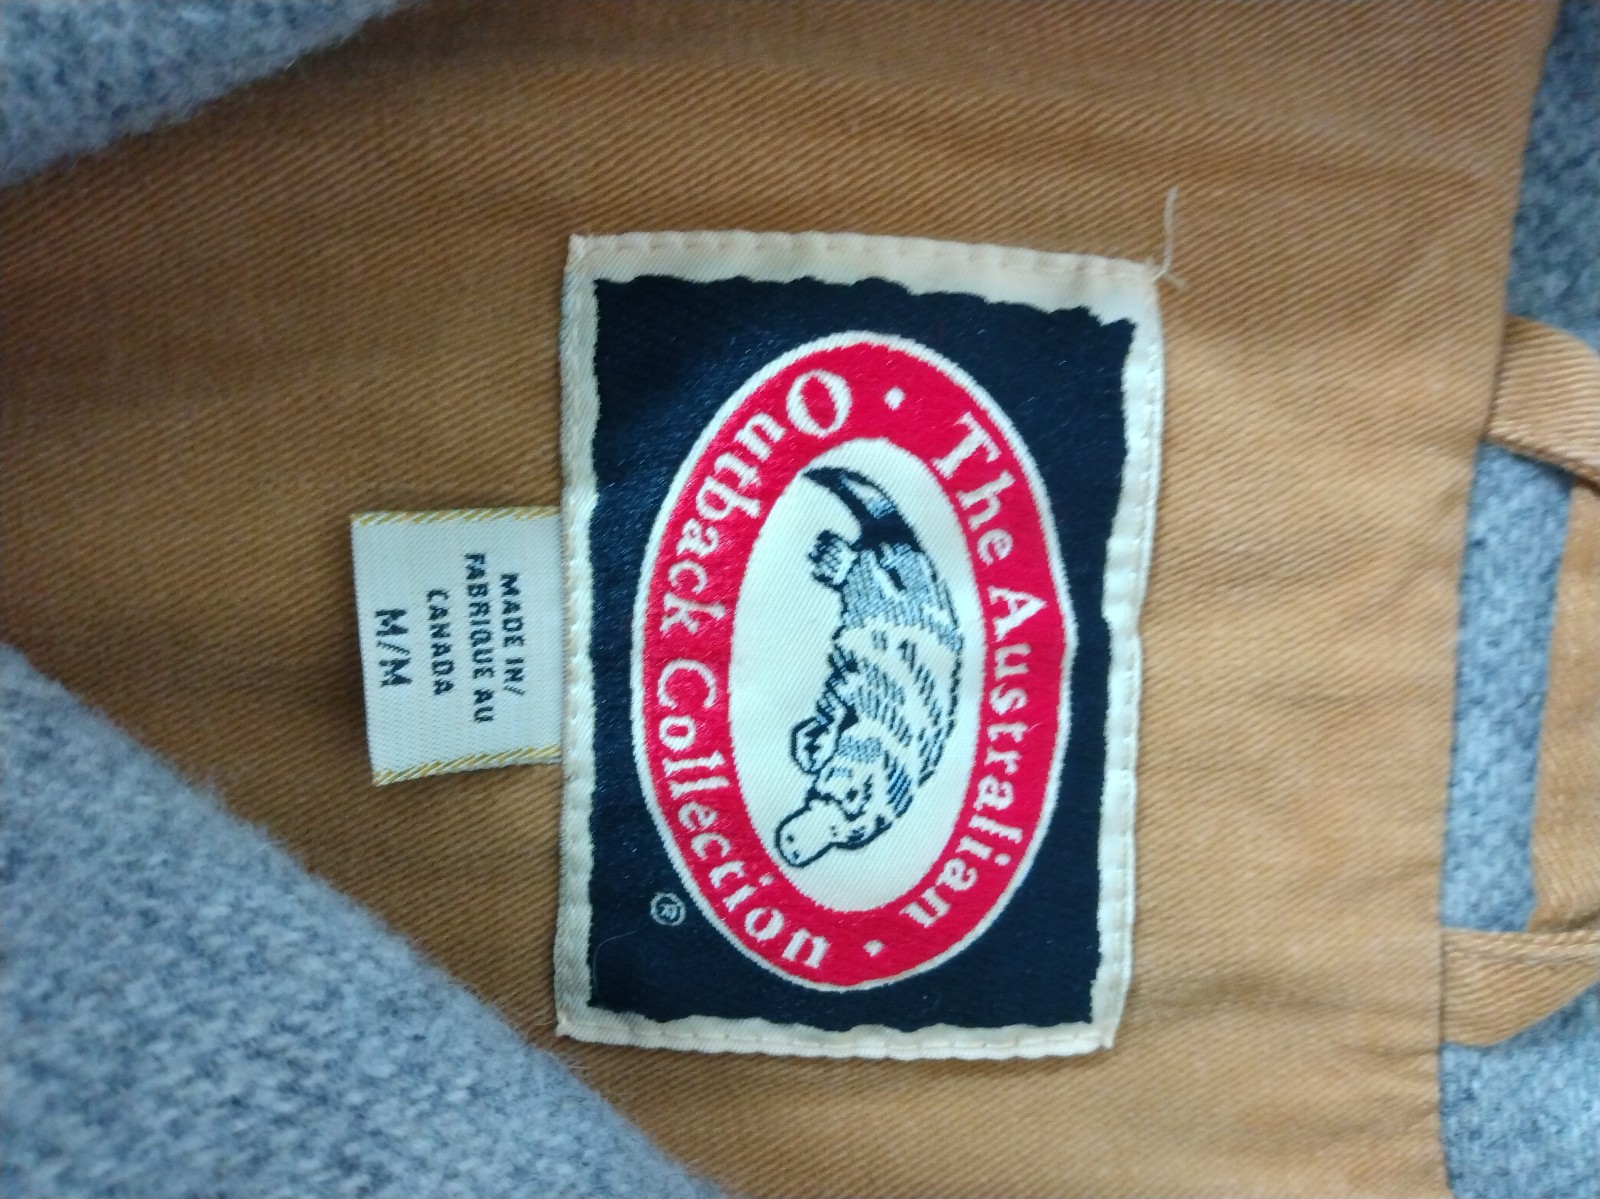 The Australian
Outback Collection
®
MADE IN/
FABRIQUE AU
CANADA
M/M